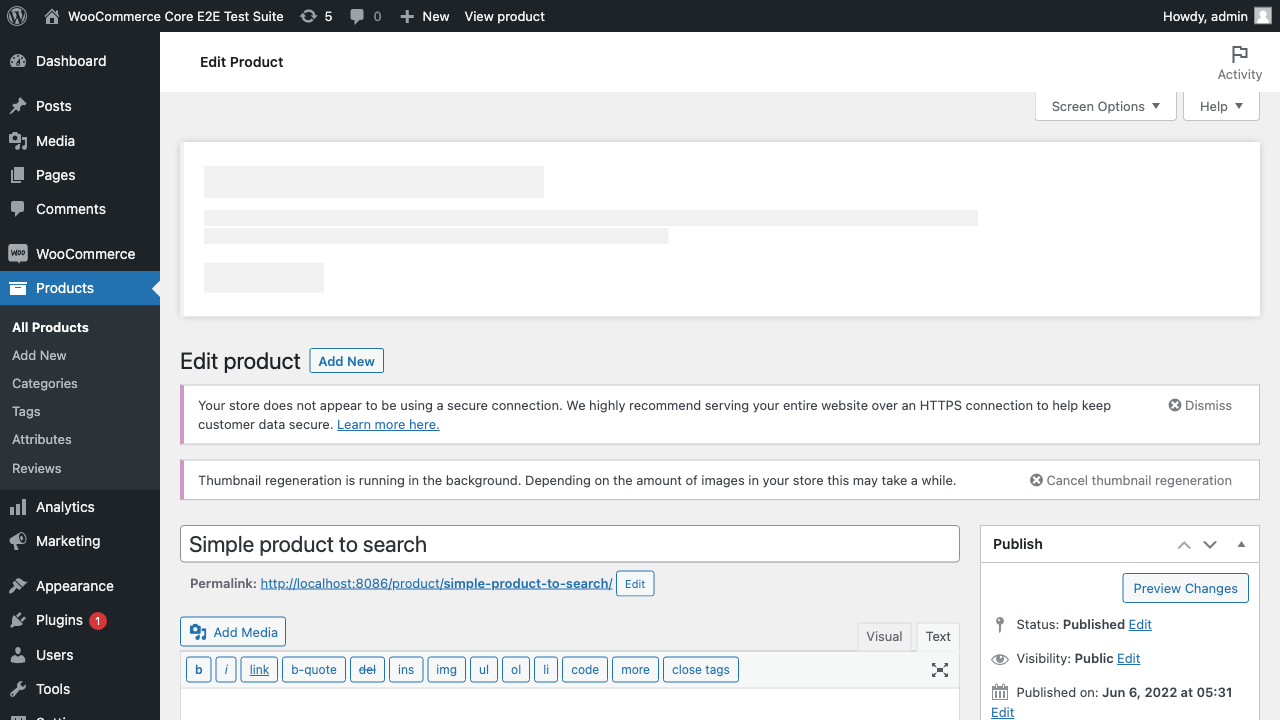 WooCommerce Core E2E Test Suite 5 0 New View product Howdy, admin
Edit Product
Activity
Screen Options Help
Dashboard
Posts
Media
Pages
Comments
WOO WooCommerce
Products
All Products
Add New
Categories
Tags
Attributes
Reviews
Analytics
Marketing
Appearance
Plugins 1
Users
Tools
Edit product Add New
Your store does not appear to be using a secure connection. We highly recommend serving your entire website over an HTTPS connection to help keep
customer data secure. Learn more here.
Dismiss
Thumbnail regeneration is running in the background. Depending on the amount of images in your store this may take a while.
Cancel thumbnail regeneration
Simple product to search
Permalink: http://localhost:8086/product/simple-product-to-search/ Edit
Add Media
Visual Text
b i link b-quote del ins img ul ol li code more close tags
Publish
Preview Changes
Status: Published Edit
Visibility: Public Edit
Published on: Jun 6, 2022 at 05:31
Edit